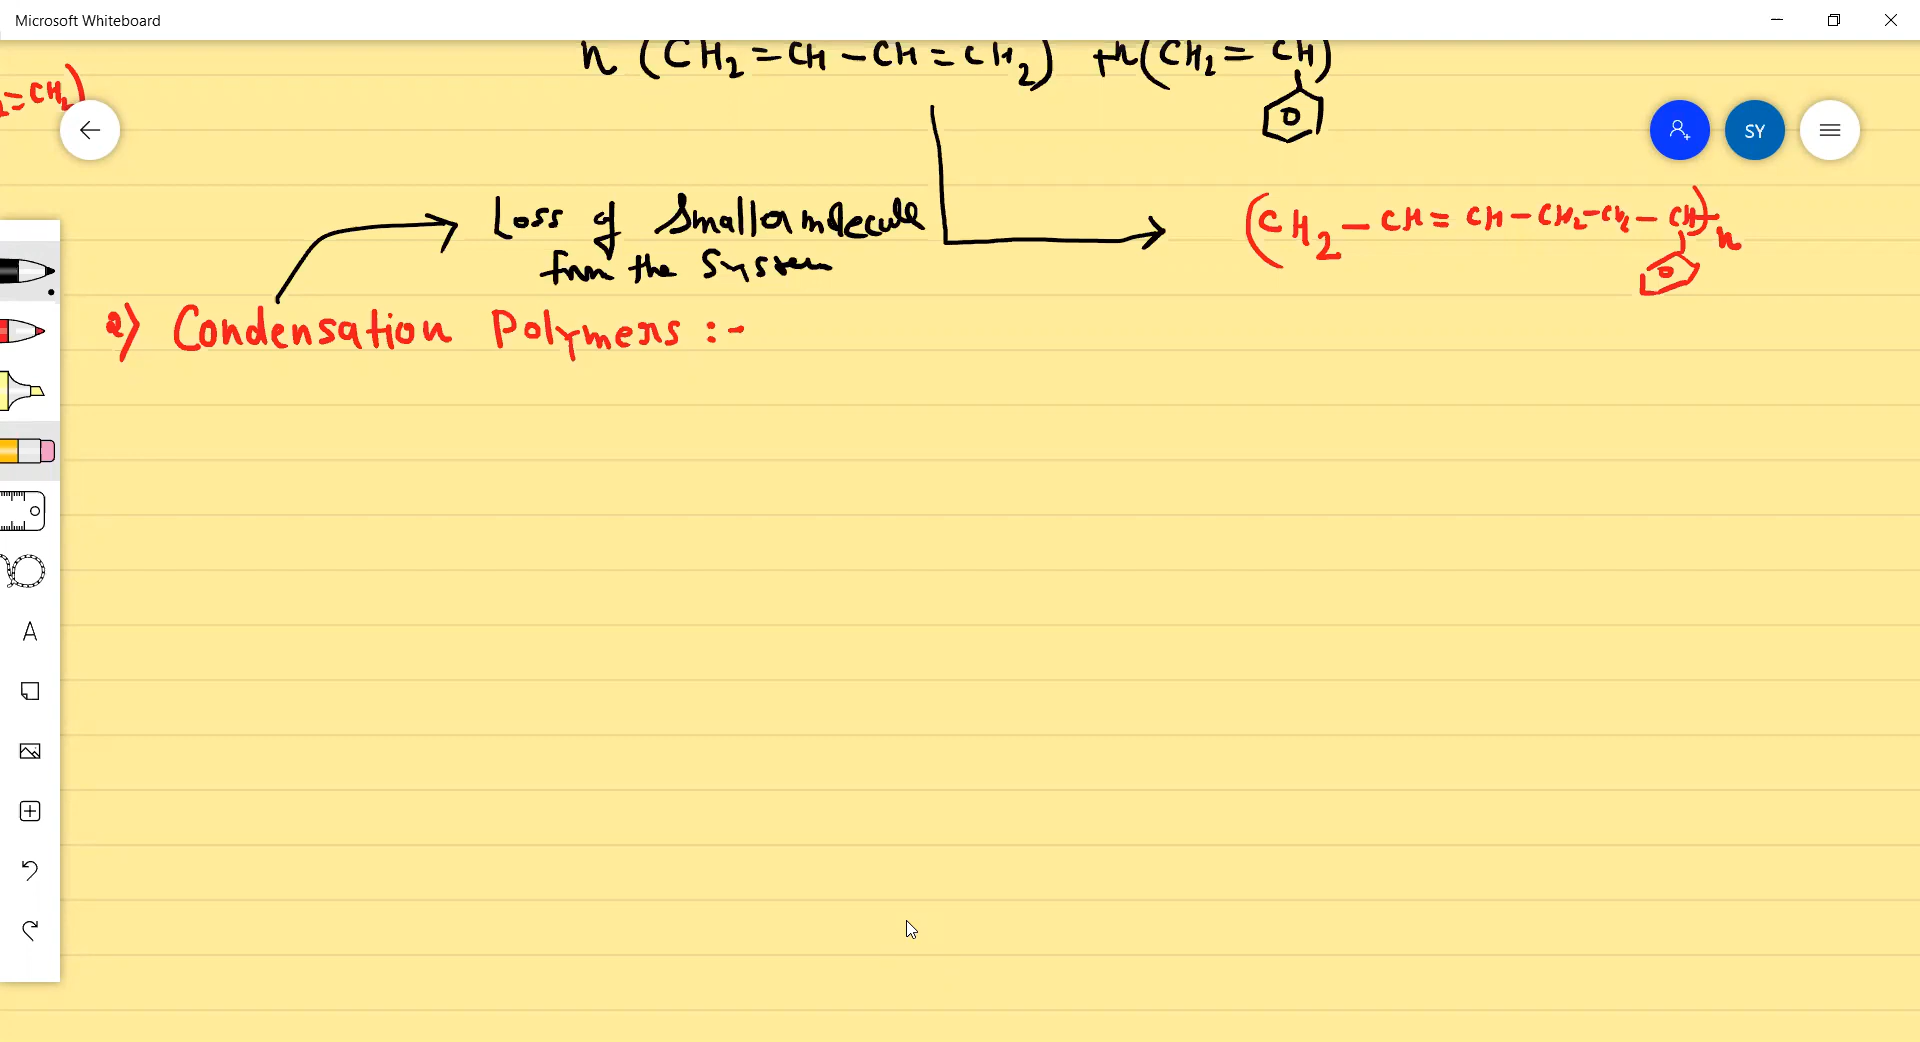 Microsoft Whiteboard
n (CH2=CH-CH=CH2) +n(CH2=CH)
=CH2)
SY
Loss of Smaller molecule
from the System
(CH2-CH=CH-CH2-CH2-CH)n
2) Condensation Polymers :-
A